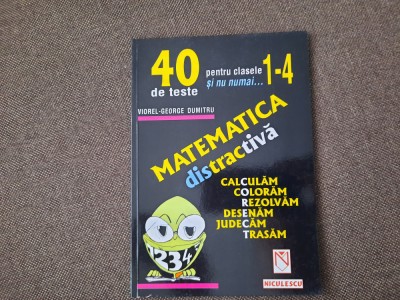 40
de teste
pentru clasele
și nu numai...
1-4
VIOREL-GEORGE DUMITRU
MATEMATICA
distractivă
CALCULĂM
COLORĂM
REZOLVĂM
DESENĂM
JUDECĂM
TRASĂM
1234
N
NICULESCU